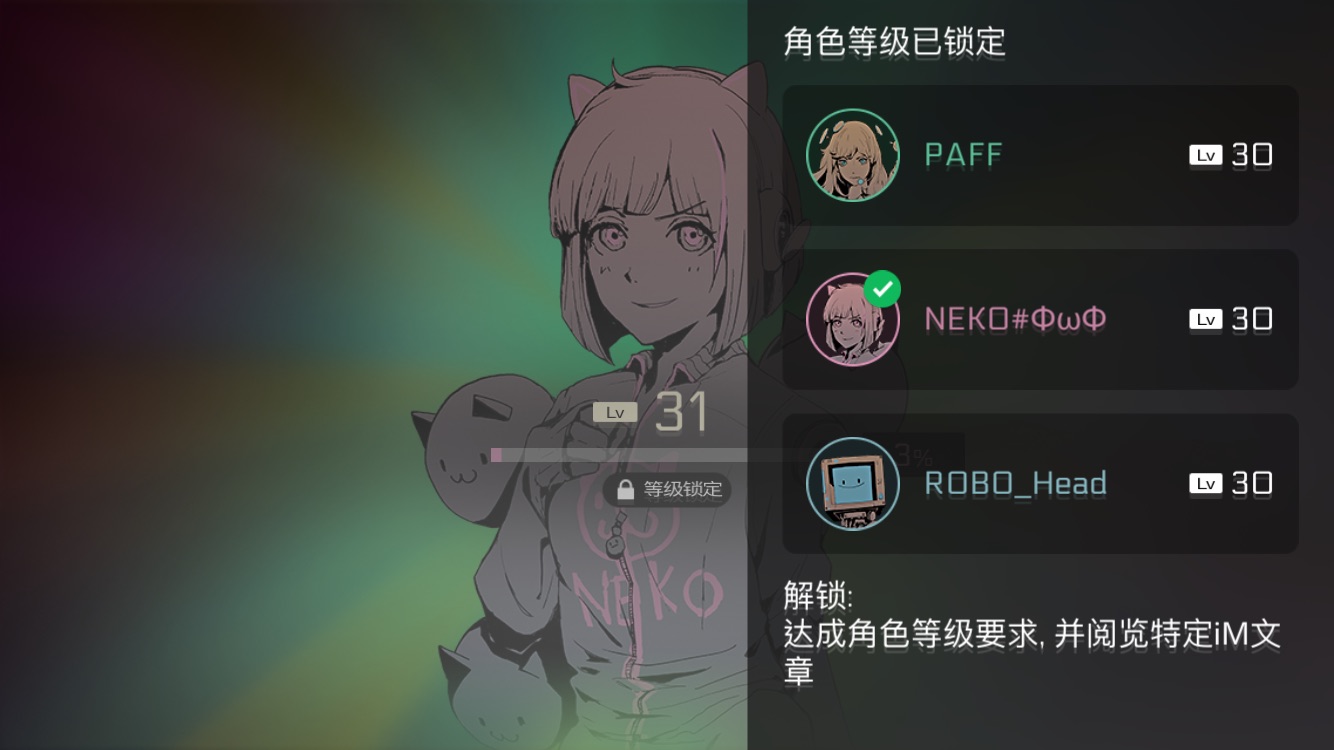 角色等级已锁定
PAFF
Lv 30
NEKO#ΦωΦ
Lv 30
Lv 31
3%
ROBO_Head
Lv 30
等级锁定
NEKO
解锁:
达成角色等级要求, 并阅览特定iM文
章